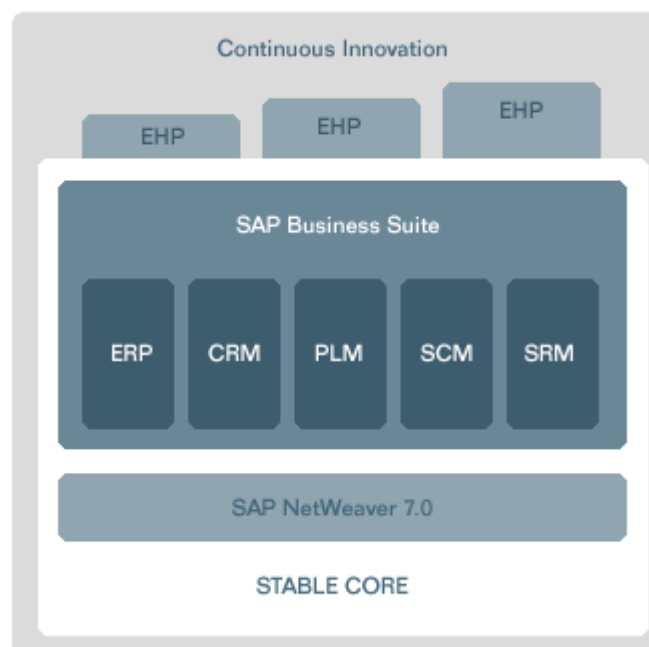 Continuous Innovation
EHP
EHP
EHP
SAP Business Suite
ERP CRM PLM SCM SRM
SAP NetWeaver 7.0
STABLE CORE